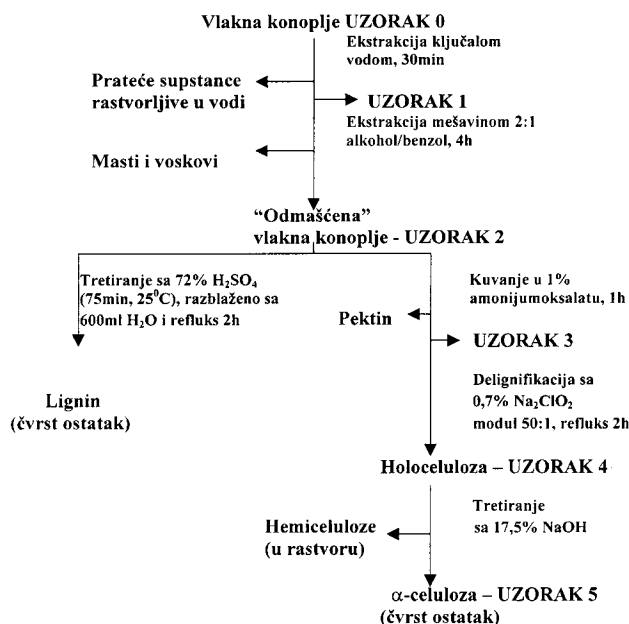 Vlakna konoplje UZORAK 0
Ekstrakcija ključalom
vodom, 30min
Prateće supstance
rastvorljive u vodi
UZORAK 1
Ekstrakcija mešavinom 2:1
alkohol/benzol, 4h
Masti i voskovi
“Odmašćena”
vlakna konoplje - UZORAK 2
Tretiranje sa 72% H₂SO₄
(75min, 25⁰C), razblaženo sa
600ml H₂O i refluks 2h
Kuvanje u 1%
amonijumoksalatu, 1h
Pektin
UZORAK 3
Lignin
(čvrst ostatak)
Delignifikacija sa
0,7% Na₂ClO₂
moduł 50:1, refluks 2h
Holoceluloza – UZORAK 4
Tretiranje
sa 17,5% NaOH
Hemiceluloze
(u rastvoru)
α-celuloza – UZORAK 5
(čvrst ostatak)